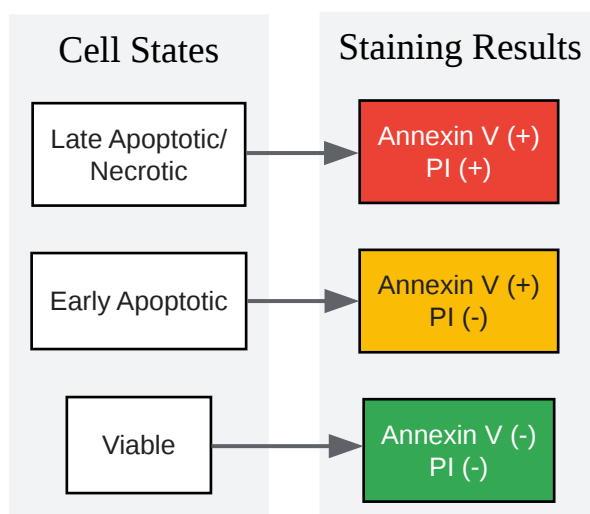 Cell States
Staining Results
Late Apoptotic/
Necrotic
Annexin V (+)
PI (+)
Early Apoptotic
Annexin V (+)
PI (-)
Viable
Annexin V (-)
PI (-)